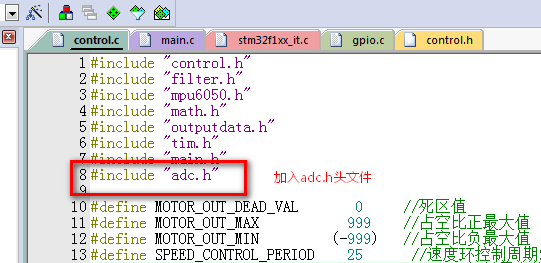 control.c main.c stm32f1xx_it.c gpio.c control.h
1 #include "control.h"
2 #include "filter.h"
3 #include "mpu6050.h"
4 #include "math.h"
5 #include "outputdata.h"
6 #include "tim.h"
7 #include "main.h"
8 #include "adc.h" 加入adc.h头文件
9
10 #define MOTOR_OUT_DEAD_VAL 0 //死区值
11 #define MOTOR_OUT_MAX 999 //占空比正最大值
12 #define MOTOR_OUT_MIN (-999) //占空比负最大值
13 #define SPEED_CONTROL_PERIOD 25 //速度环控制周期